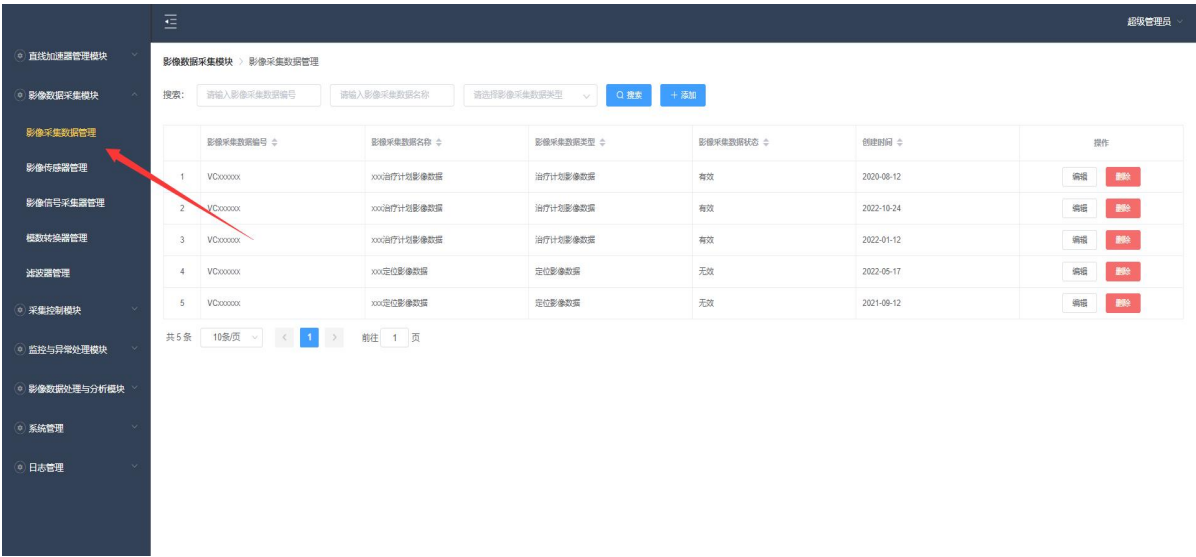 超级管理员
直线加速器管理模块
影像数据采集模块
影像采集数据管理
影像传感器管理
影像信号采集器管理
模数转换器管理
滤波器管理
采集控制模块
监控与异常处理模块
影像数据处理与分析模块
系统管理
日志管理
影像数据采集模块 > 影像采集数据管理
搜索: 请输入影像采集数据编号 请输入影像采集数据名称 请选择影像采集数据类型 搜索 + 添加
影像采集数据编号 影像采集数据名称 影像采集数据类型 影像采集数据状态 创建时间 操作
1 VCxxxxxx xxx治疗计划影像数据 治疗计划影像数据 有效 2020-08-12 编辑 删除
2 VCxxxxxx xxx治疗计划影像数据 治疗计划影像数据 有效 2022-10-24 编辑 删除
3 VCxxxxxx xxx治疗计划影像数据 治疗计划影像数据 有效 2022-01-12 编辑 删除
4 VCxxxxxx xxx定位影像数据 定位影像数据 无效 2022-05-17 编辑 删除
5 VCxxxxxx xxx定位影像数据 定位影像数据 无效 2021-09-12 编辑 删除
共 5 条 10条/页 < 1 > 前往 1 页